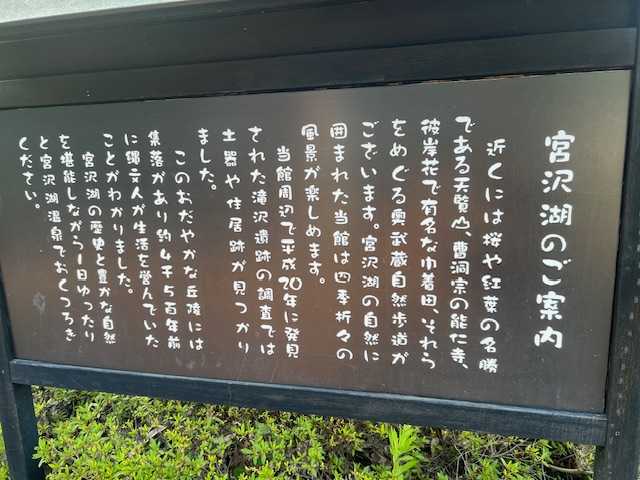 宮沢湖のご案内
近くには桜や紅葉の名勝
である天覧山、曹洞宗の能仁寺、
彼岸花で有名な巾着田、それら
をめぐる奥武蔵自然歩道が
ございます。宮沢湖の自然に
囲まれた当館は四季折々の
風景が楽しめます。
当館周辺で平成20年に発見
された滝沢遺跡の調査では
土器や住居跡が見つかり
ました。
このおだやかな丘陵には
集落があり約4千5百年前
に縄文人が生活を営んでいた
ことがわかりました。
宮沢湖の歴史と豊かな自然
を堪能しながら1日ゆったり
と宮沢湖温泉でおくつろぎ
ください。